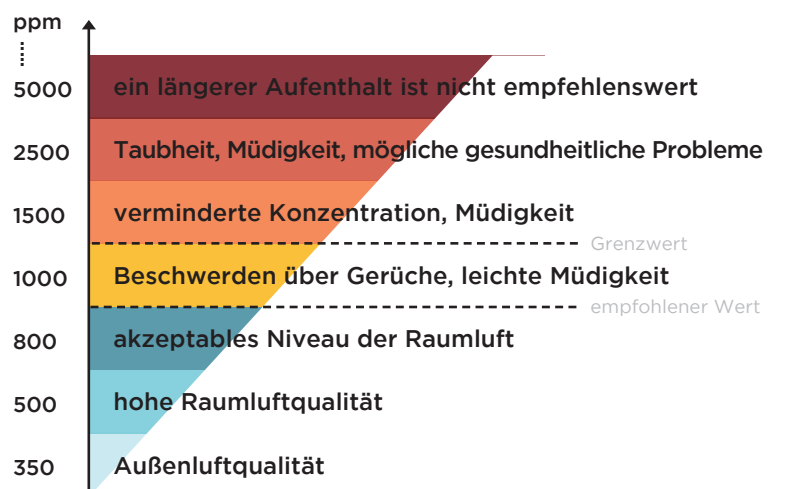 ppm
5000 ein längerer Aufenthalt ist nicht empfehlenswert
2500 Taubheit, Müdigkeit, mögliche gesundheitliche Probleme
1500 verminderte Konzentration, Müdigkeit
Grenzwert
1000 Beschwerden über Gerüche, leichte Müdigkeit
empfohlener Wert
800 akzeptables Niveau der Raumluft
500 hohe Raumluftqualität
350 Außenluftqualität